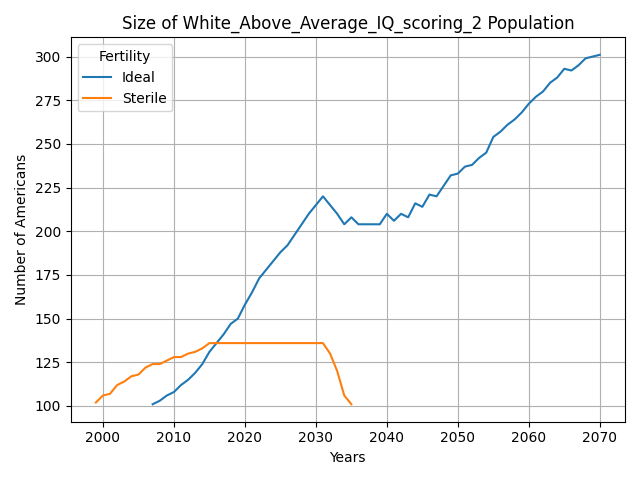 Size of White_Above_Average_IQ_scoring_2 Population
Fertility
Ideal
Sterile
Number of Americans
300
275
250
225
200
175
150
125
100
2000 2010 2020 2030 2040 2050 2060 2070
Years